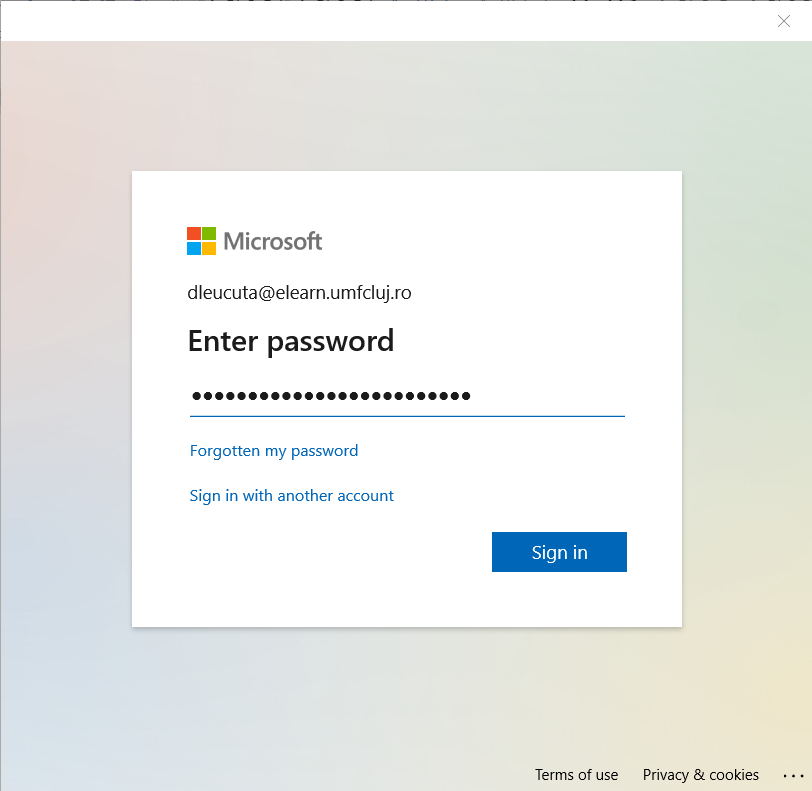 Microsoft
dleucuta@elearn.umfcluj.ro
Enter password
•••••••••••••••••••••••••
Forgotten my password
Sign in with another account
Sign in
Terms of use Privacy & cookies ...